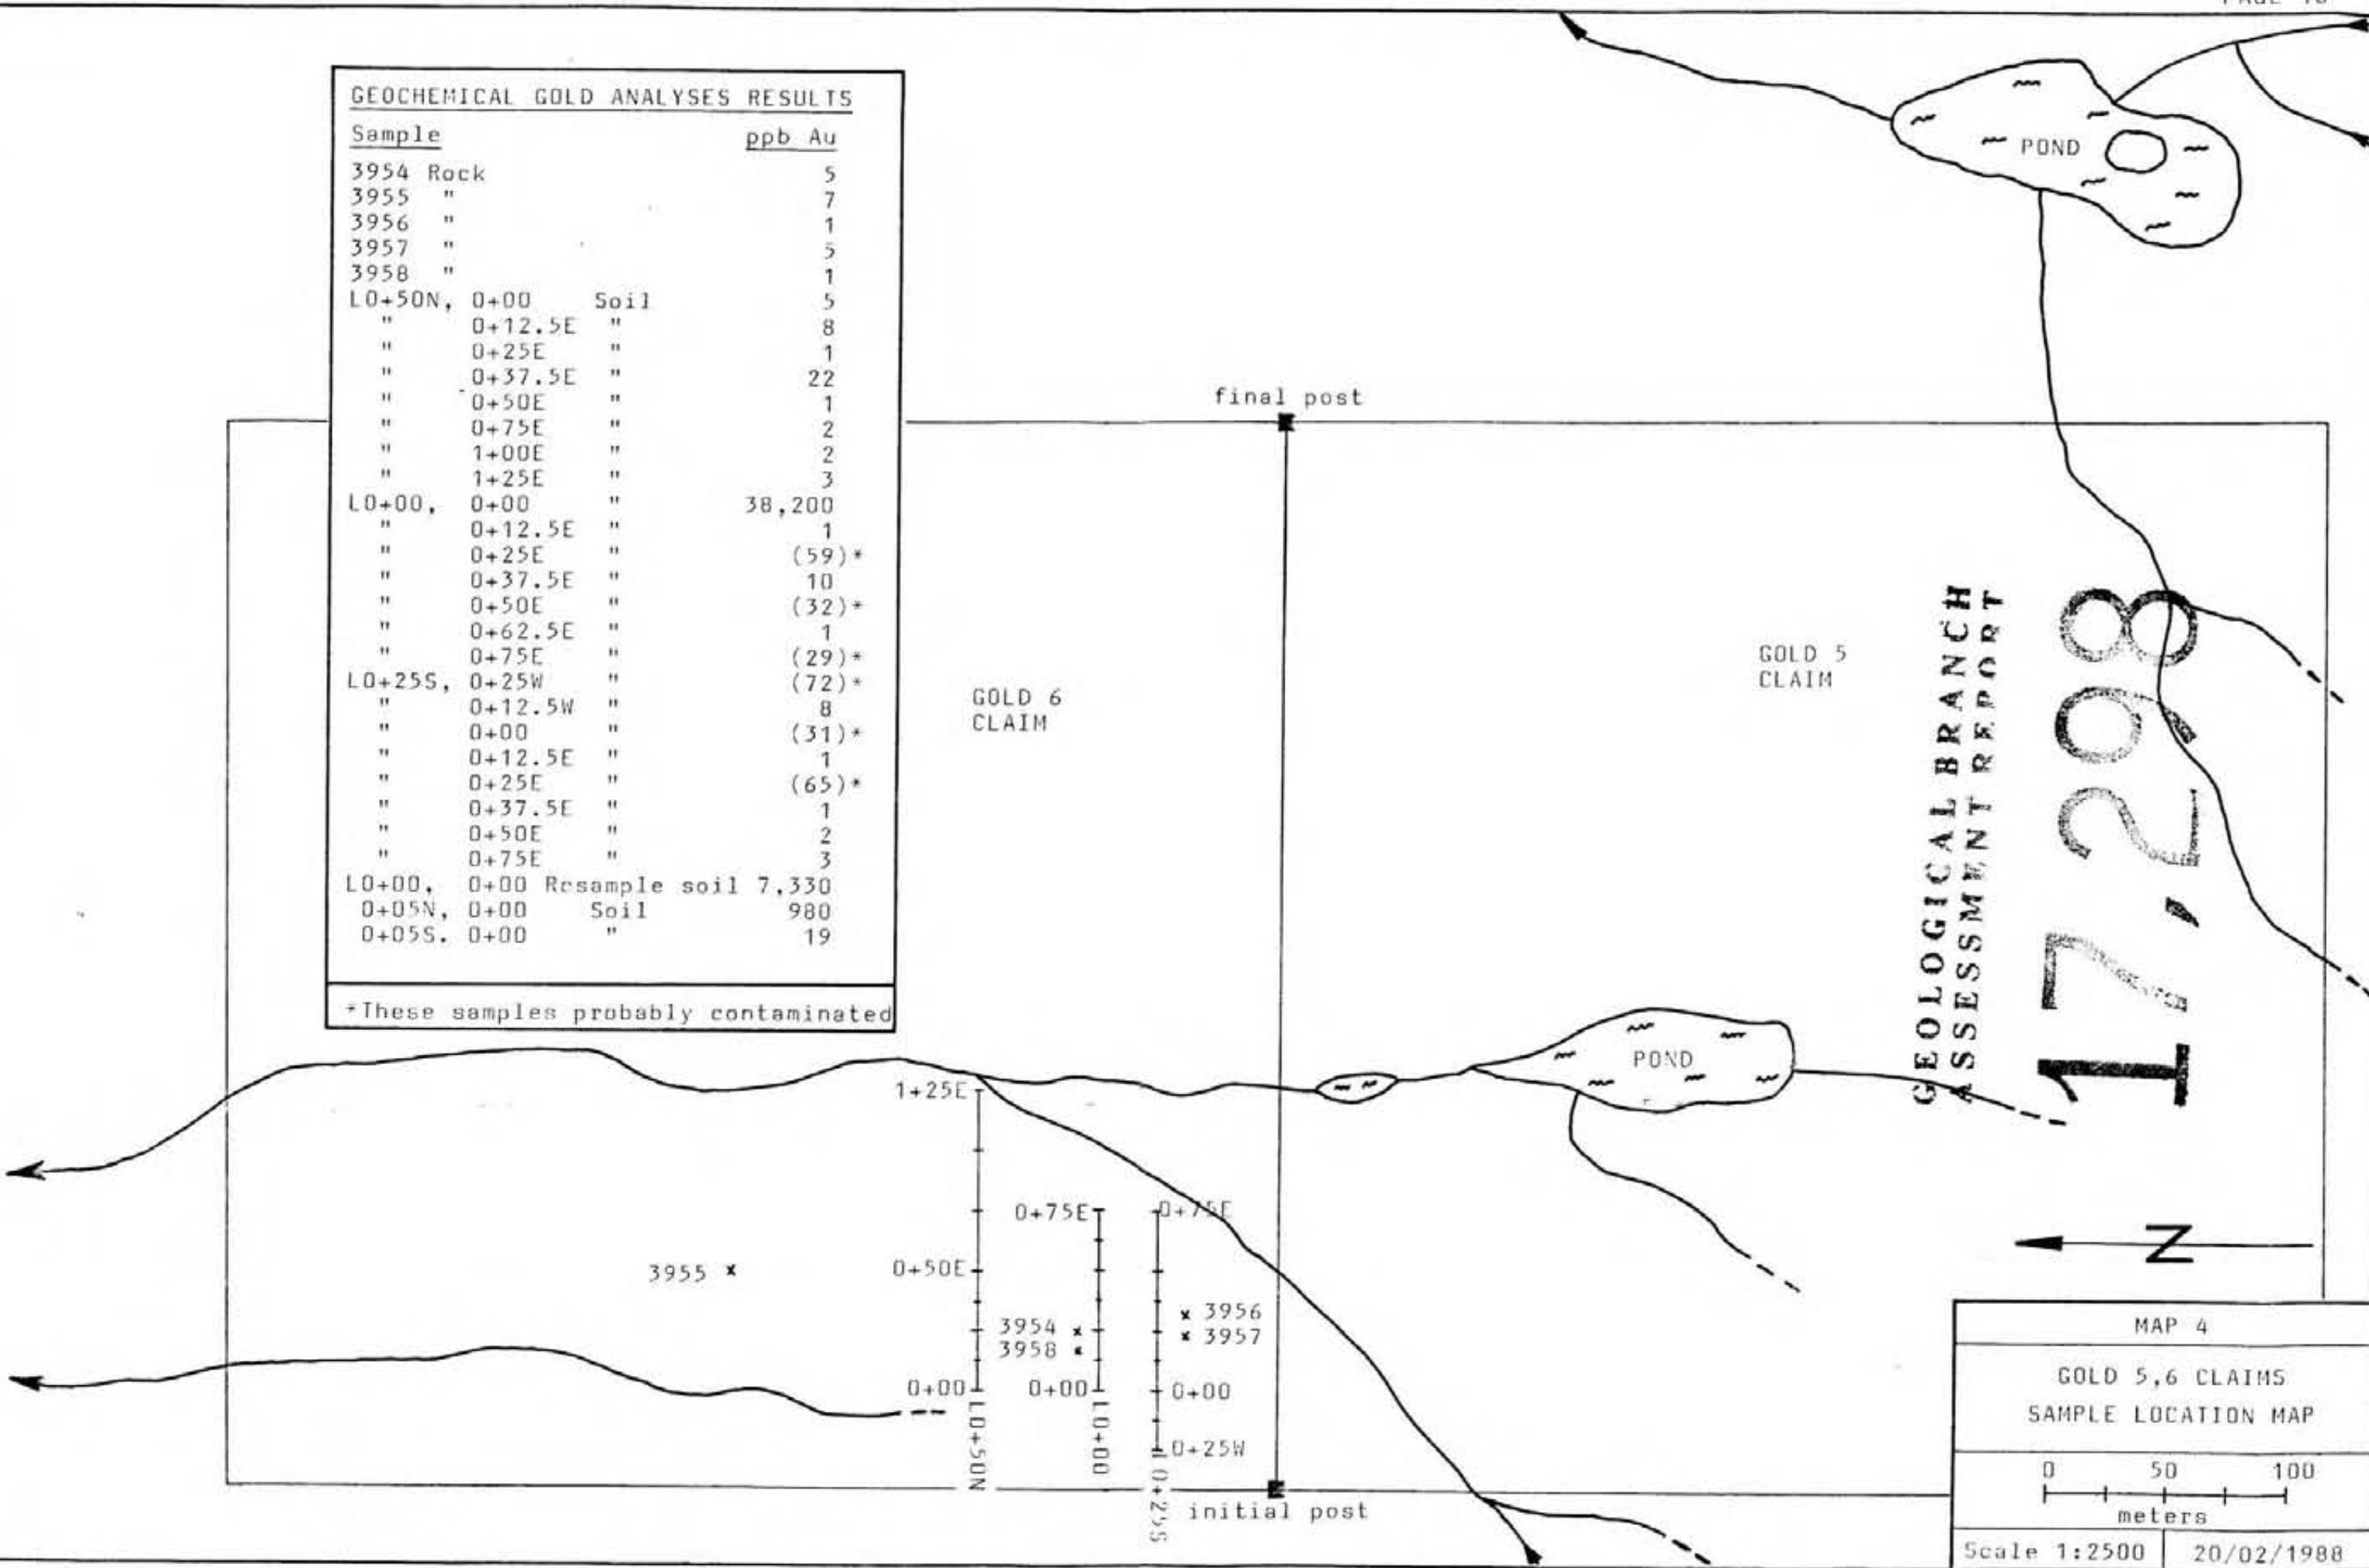 GEOCHEMICAL GOLD ANALYSES RESULTS
Sample ppb Au
3954 Rock 5
3955 " 7
3956 " 1
3957 " 5
3958 " 1
L0+50N, 0+00 Soil 5
" 0+12.5E " 8
" 0+25E " 1
" 0+37.5E " 22
" 0+50E " 1
" 0+75E " 2
" 1+00E " 2
" 1+25E " 3
L0+00, 0+00 " 38,200
" 0+12.5E " 1
" 0+25E " (59)*
" 0+37.5E " 10
" 0+50E " (32)*
" 0+62.5E " 1
" 0+75E " (29)*
L0+25S, 0+25W " (72)*
" 0+12.5W " 8
" 0+00 " (31)*
" 0+12.5E " 1
" 0+25E " (65)*
" 0+37.5E " 1
" 0+50E " 2
" 0+75E " 3
L0+00, 0+00 Resample soil 7,330
0+05N, 0+00 Soil 980
0+05S. 0+00 " 19
*These samples probably contaminated
POND
final post
GOLD 6
CLAIM
GOLD 5
CLAIM
GEOLOGICAL BRANCH
ASSESSMENT REPORT
17,298
POND
1+25E
0+75E
0+75E
3955 x
0+50E
x 3956
3954 x
x 3957
3958 x
0+00
0+00
0+00
0+25W
L0+50N
L0+00
L0+25S
initial post
N
MAP 4
GOLD 5,6 CLAIMS
SAMPLE LOCATION MAP
0 50 100
meters
Scale 1:2500 20/02/1988